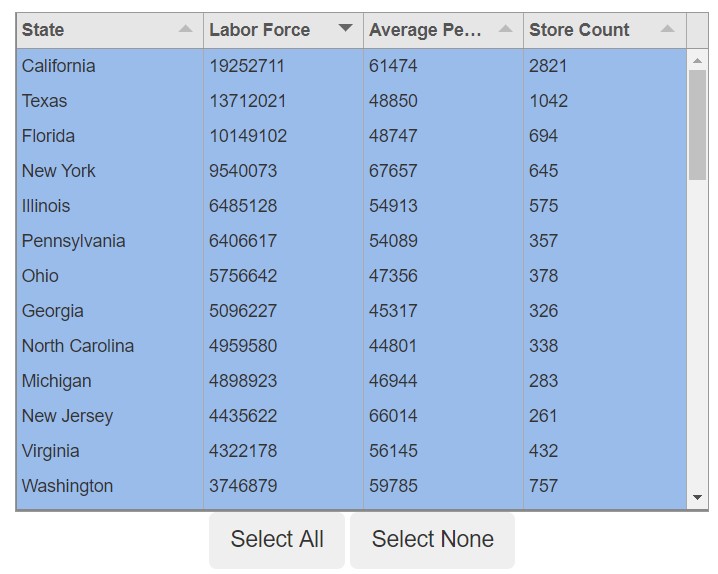 State Labor Force Average Pe... Store Count
California 19252711 61474 2821
Texas 13712021 48850 1042
Florida 10149102 48747 694
New York 9540073 67657 645
Illinois 6485128 54913 575
Pennsylvania 6406617 54089 357
Ohio 5756642 47356 378
Georgia 5096227 45317 326
North Carolina 4959580 44801 338
Michigan 4898923 46944 283
New Jersey 4435622 66014 261
Virginia 4322178 56145 432
Washington 3746879 59785 757
Select All Select None